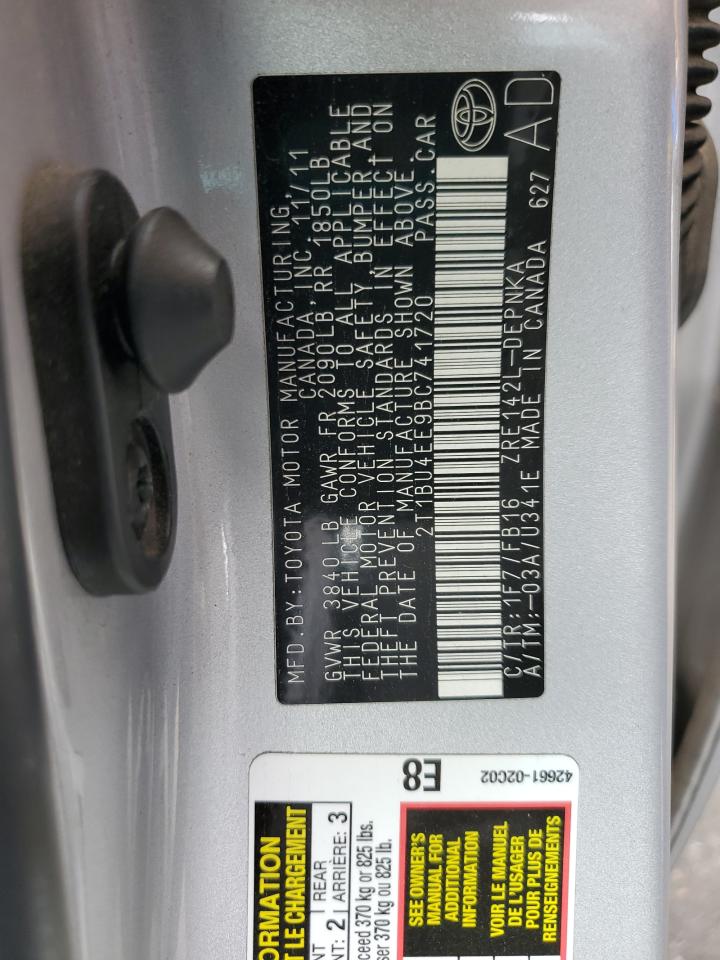 MFD.BY:TOYOTA MOTOR MANUFACTURING,
CANADA, INC. 11/11
GVWR 3840 LB GAWR FR 2090LB RR 1850LB
THIS VEHICLE CONFORMS TO ALL APPLICABLE
FEDERAL MOTOR VEHICLE SAFETY,BUMPER,AND
THEFT PREVENTION STANDARDS IN EFFECT ON
THE DATE OF MANUFACTURE SHOWN ABOVE.
2T1BU4EE9BC741720 PASS.CAR
C/TR:1F7/FB16 ZRE142L-DEPNKA
A/TM:-03A/U341E MADE IN CANADA 627
AD
E8
42661-02C02
ORMATION
T LE CHARGEMENT
NT | REAR
NT: 2 | ARRIÈRE: 3
ceed 370 kg or 825 lbs.
ser 370 kg ou 825 lb.
SEE OWNER'S
MANUAL FOR
ADDITIONAL
INFORMATION
VOIR LE MANUEL
DE L'USAGER
POUR PLUS DE
RENSEIGNEMENTS